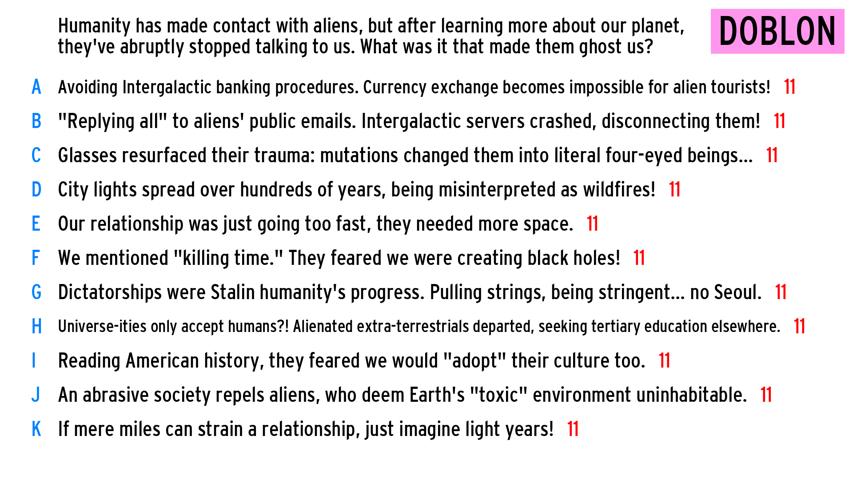 Humanity has made contact with aliens, but after learning more about our planet,
they've abruptly stopped talking to us. What was it that made them ghost us?
DOBLON
A Avoiding Intergalactic banking procedures. Currency exchange becomes impossible for alien tourists! 11
B "Replying all" to aliens' public emails. Intergalactic servers crashed, disconnecting them! 11
C Glasses resurfaced their trauma: mutations changed them into literal four-eyed beings... 11
D City lights spread over hundreds of years, being misinterpreted as wildfires! 11
E Our relationship was just going too fast, they needed more space. 11
F We mentioned "killing time." They feared we were creating black holes! 11
G Dictatorships were Stalin humanity's progress. Pulling strings, being stringent... no Seoul. 11
H Universe-ities only accept humans?! Alienated extra-terrestrials departed, seeking tertiary education elsewhere. 11
I Reading American history, they feared we would "adopt" their culture too. 11
J An abrasive society repels aliens, who deem Earth's "toxic" environment uninhabitable. 11
K If mere miles can strain a relationship, just imagine light years! 11